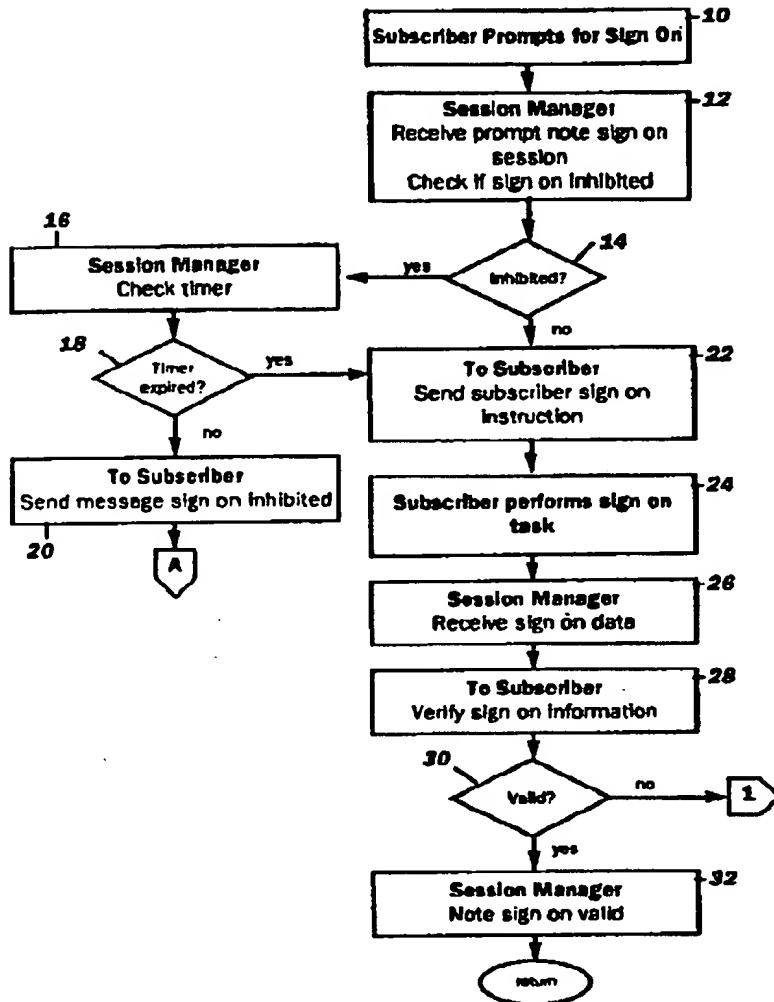 10
Subscriber Prompts for Sign On
12
Session Manager
Receive prompt note sign on
session
Check if sign on inhibited
14
Inhibited?
yes
no
16
Session Manager
Check timer
18
Timer
expired?
yes
no
22
To Subscriber
Send subscriber sign on
instruction
To Subscriber
Send message sign on inhibited
20
A
24
Subscriber performs sign on
task
26
Session Manager
Receive sign on data
28
To Subscriber
Verify sign on information
30
Valid?
no
1
yes
32
Session Manager
Note sign on valid
return